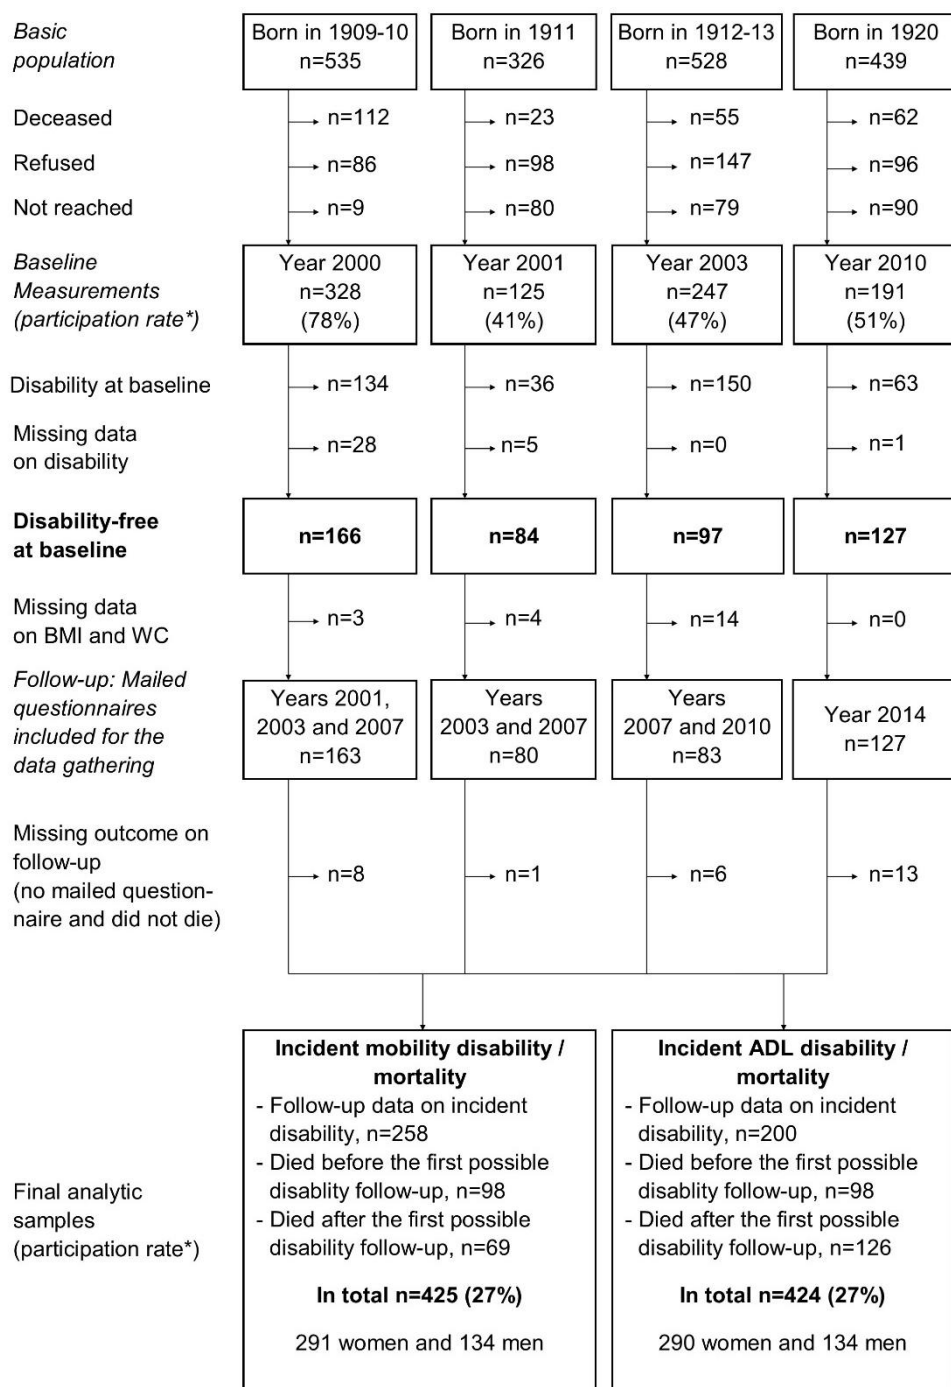 Basic
population
Born in 1909-10
n=535
Born in 1911
n=326
Born in 1912-13
n=528
Born in 1920
n=439
Deceased
n=112
n=23
n=55
n=62
Refused
n=86
n=98
n=147
n=96
Not reached
n=9
n=80
n=79
n=90
Baseline
Measurements
(participation rate*)
Year 2000
n=328
(78%)
Year 2001
n=125
(41%)
Year 2003
n=247
(47%)
Year 2010
n=191
(51%)
Disability at baseline
n=134
n=36
n=150
n=63
Missing data
on disability
n=28
n=5
n=0
n=1
Disability-free
at baseline
n=166
n=84
n=97
n=127
Missing data
on BMI and WC
n=3
n=4
n=14
n=0
Follow-up: Mailed
questionnaires
included for the
data gathering
Years 2001,
2003 and 2007
n=163
Years
2003 and 2007
n=80
Years
2007 and 2010
n=83
Year 2014
n=127
Missing outcome on
follow-up
(no mailed question-
naire and did not die)
n=8
n=1
n=6
n=13
Final analytic
samples
(participation rate*)
Incident mobility disability /
mortality
- Follow-up data on incident
disability, n=258
- Died before the first possible
disablity follow-up, n=98
- Died after the first possible
disability follow-up, n=69
In total n=425 (27%)
291 women and 134 men
Incident ADL disability /
mortality
- Follow-up data on incident
disability, n=200
- Died before the first possible
disablity follow-up, n=98
- Died after the first possible
disability follow-up, n=126
In total n=424 (27%)
290 women and 134 men